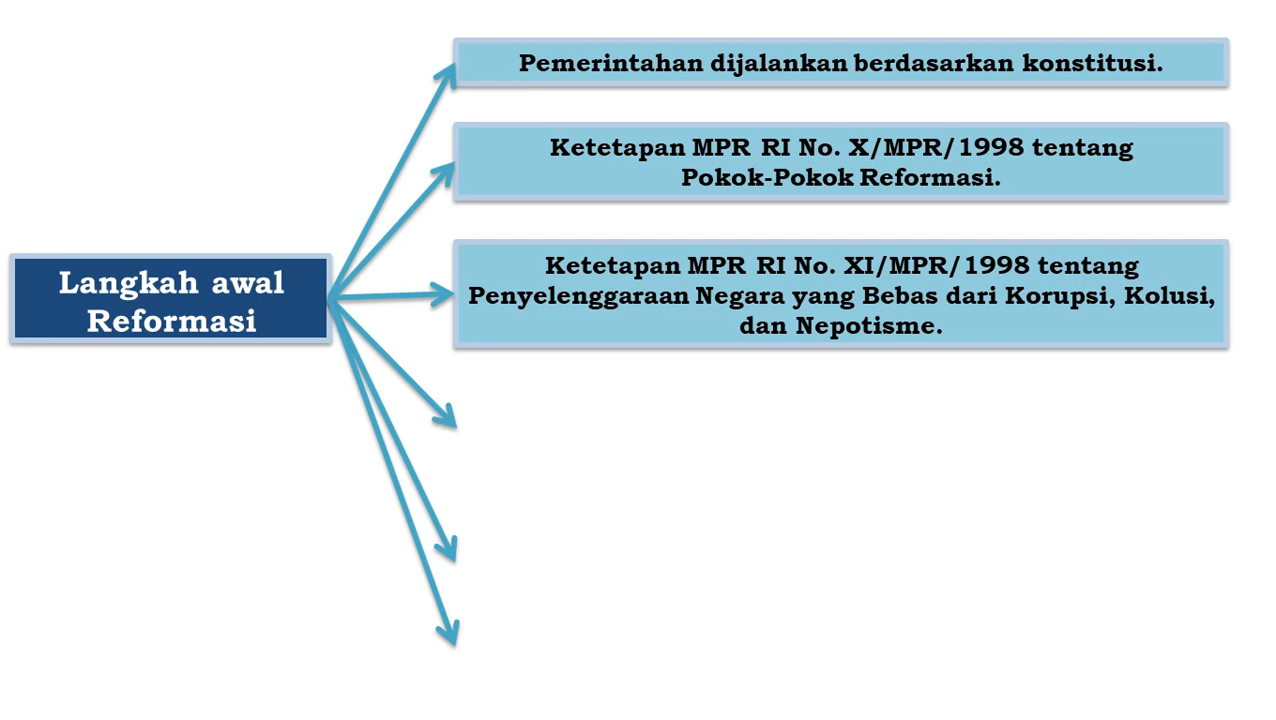 Pemerintahan dijalankan berdasarkan konstitusi.
Ketetapan MPR RI No. X/MPR/1998 tentang
Pokok-Pokok Reformasi.
Langkah awal
Reformasi
Ketetapan MPR RI No. XI/MPR/1998 tentang
Penyelenggaraan Negara yang Bebas dari Korupsi, Kolusi,
dan Nepotisme.